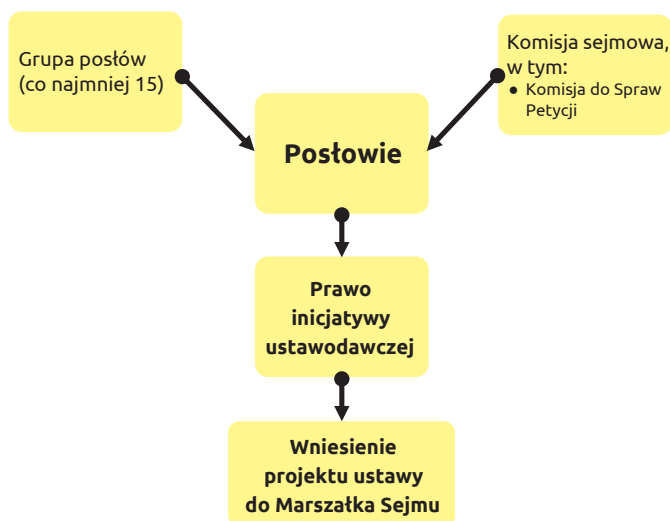 Grupa posłów
(co najmniej 15)
Komisja sejmowa,
w tym:
● Komisja do Spraw
Petycji
Posłowie
Prawo
inicjatywy
ustawodawczej
Wniesienie
projektu ustawy
do Marszałka Sejmu